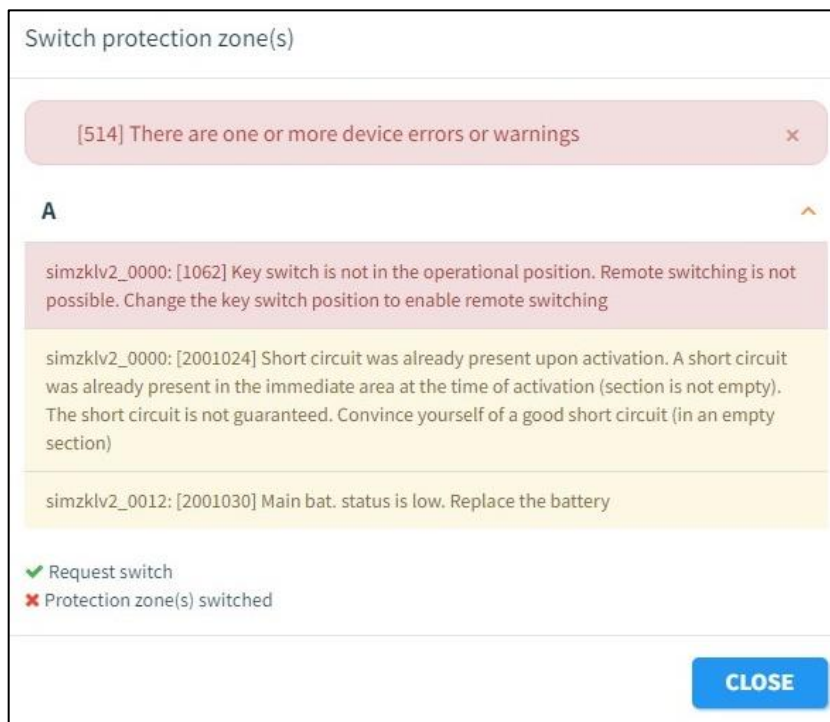 Switch protection zone(s)
[514] There are one or more device errors or warnings ×
A
simzklv2_0000: [1062] Key switch is not in the operational position. Remote switching is not
possible. Change the key switch position to enable remote switching
simzklv2_0000: [2001024] Short circuit was already present upon activation. A short circuit
was already present in the immediate area at the time of activation (section is not empty).
The short circuit is not guaranteed. Convince yourself of a good short circuit (in an empty
section)
simzklv2_0012: [2001030] Main bat. status is low. Replace the battery
Request switch
Protection zone(s) switched
CLOSE